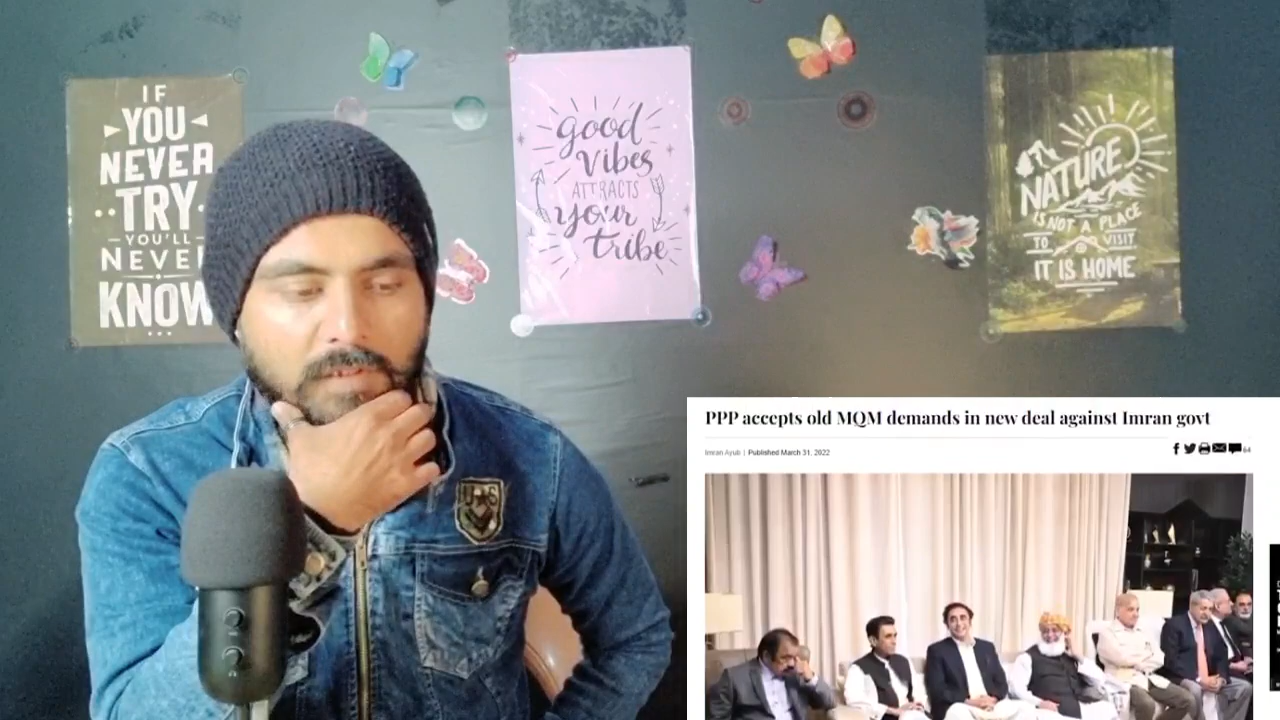 IF
YOU
NEVER
TRY
YOU'LL
NEVE
KNOW
good
vibes
ATTRACTS
your
tribe
NATURE
IS NOT A PLACE
TO VISIT
IT IS HOME
U S
PPP accepts old MQM demands in new deal against Imran govt
Imran Ayub | Published March 31, 2022
64